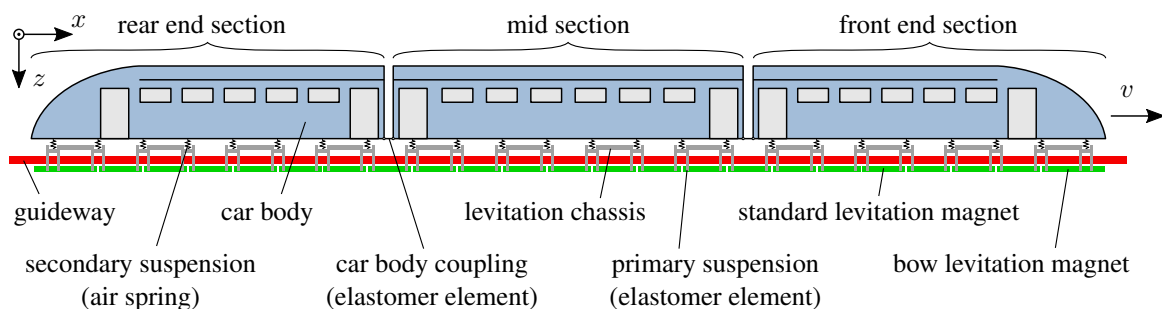 rear end section
mid section
front end section
x
z
v
guideway
car body
levitation chassis
standard levitation magnet
secondary suspension
(air spring)
car body coupling
(elastomer element)
primary suspension
(elastomer element)
bow levitation magnet